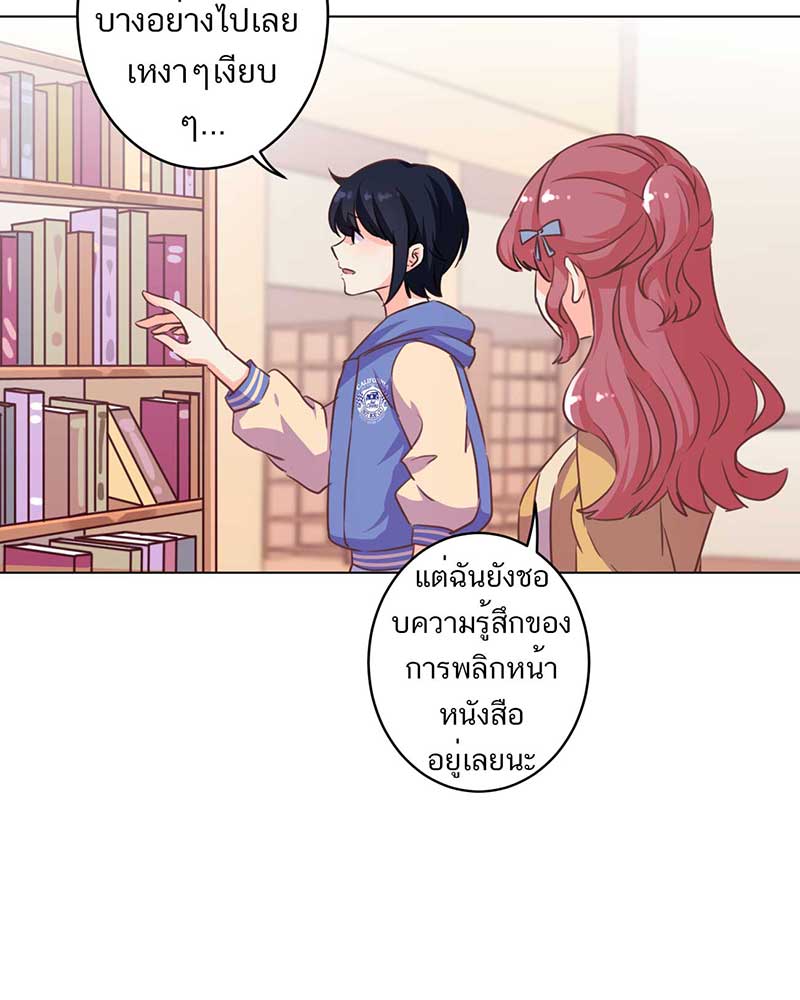 บางอย่างไปเลย
เหงาๆเงียบ
ๆ...
CALIFORNIA
แต่ฉันยังชอ
บความรู้สึกของ
การพลิกหน้า
หนังสือ
อยู่เลยนะ